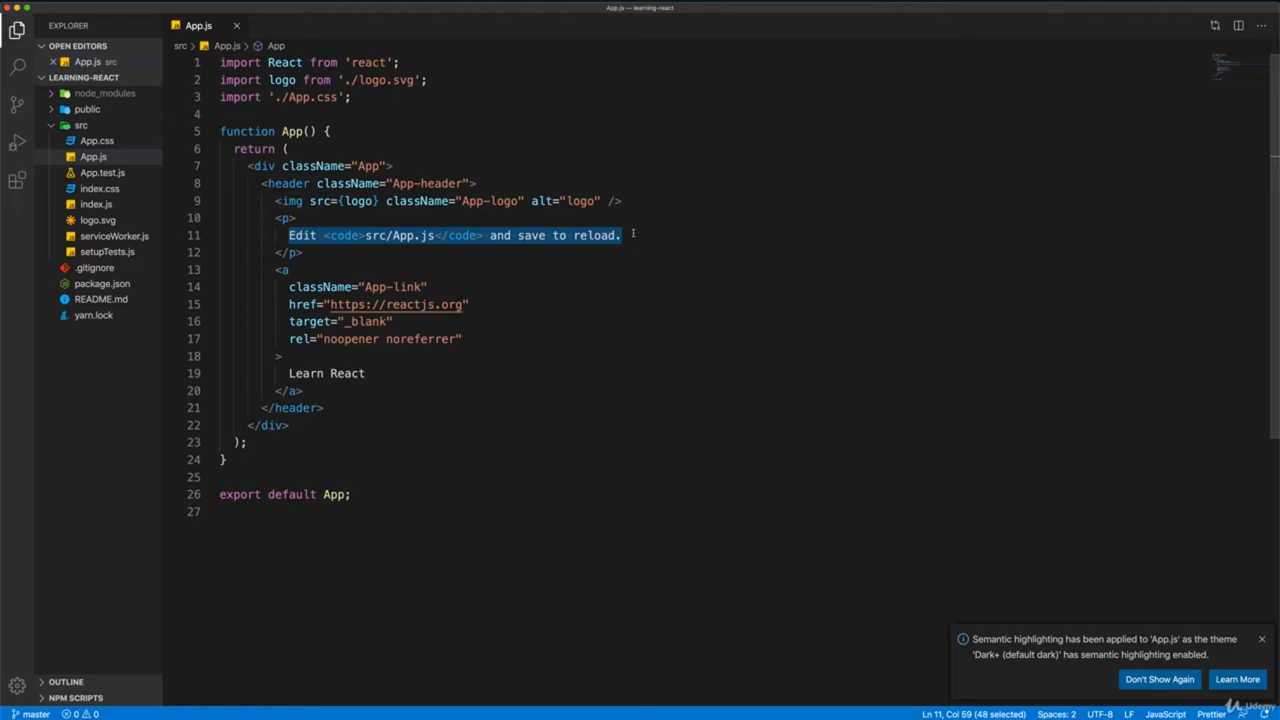 App.js — learning-react
EXPLORER
OPEN EDITORS
App.js src
LEARNING-REACT
node_modules
public
src
App.css
App.js
App.test.js
index.css
index.js
logo.svg
serviceWorker.js
setupTests.js
.gitignore
package.json
README.md
yarn.lock
OUTLINE
NPM SCRIPTS
App.js
src > App.js > App
1 import React from 'react';
2 import logo from './logo.svg';
3 import './App.css';
4
5 function App() {
6 return (
7 <div className="App">
8 <header className="App-header">
9 <img src={logo} className="App-logo" alt="logo" />
10 <p>
11 Edit <code>src/App.js</code> and save to reload.
12 </p>
13 <a
14 className="App-link"
15 href="https://reactjs.org"
16 target="_blank"
17 rel="noopener noreferrer"
18 >
19 Learn React
20 </a>
21 </header>
22 </div>
23 );
24 }
25
26 export default App;
27
Semantic highlighting has been applied to 'App.js' as the theme
'Dark+ (default dark)' has semantic highlighting enabled.
Don't Show Again Learn More
master 0 0 Ln 11, Col 59 (48 selected) Spaces: 2 UTF-8 LF JavaScript Prettier
Udemy